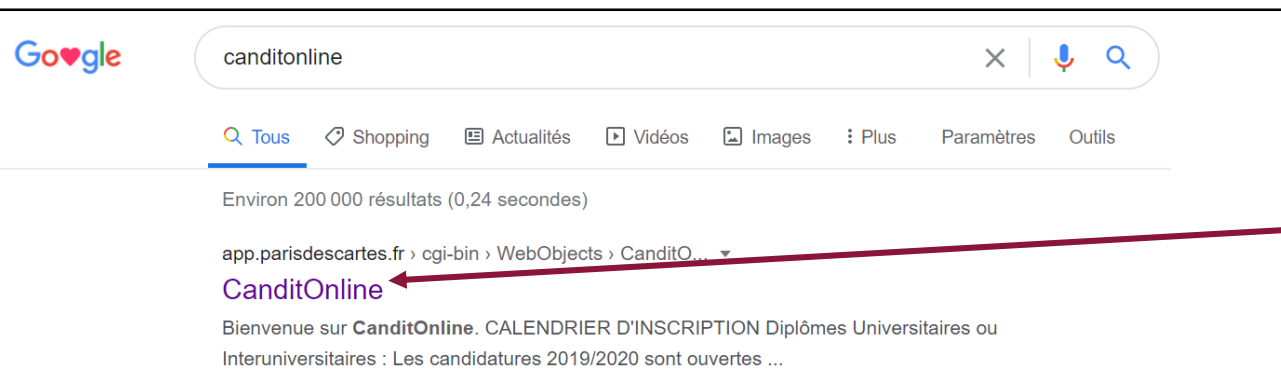 Go♥gle
canditonline
Tous Shopping Actualités Vidéos Images Plus Paramètres Outils
Environ 200 000 résultats (0,24 secondes)
app.parisdescartes.fr › cgi-bin › WebObjects › CanditO...
CanditOnline
Bienvenue sur CanditOnline. CALENDRIER D'INSCRIPTION Diplômes Universitaires ou
Interuniversitaires : Les candidatures 2019/2020 sont ouvertes ...